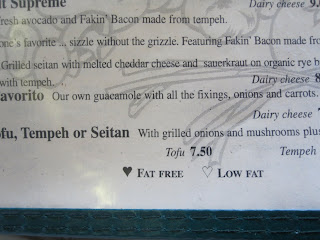 Supreme Dairy cheese 9.
fresh avocado and Fakin' Bacon made from tempeh.
one's favorite ... sizzle without the grizzle. Featuring Fakin' Bacon made
Grilled seitan with melted cheddar cheese and sauerkraut on organic rye
with tempeh. Dairy cheese
avorito Our own guacamole with all the fixings, onions and carrots.
Dairy cheese
ofu, Tempeh or Seitan With grilled onions and mushrooms plus
Tofu 7.50 Tempeh
♥ FAT FREE ♡ LOW FAT